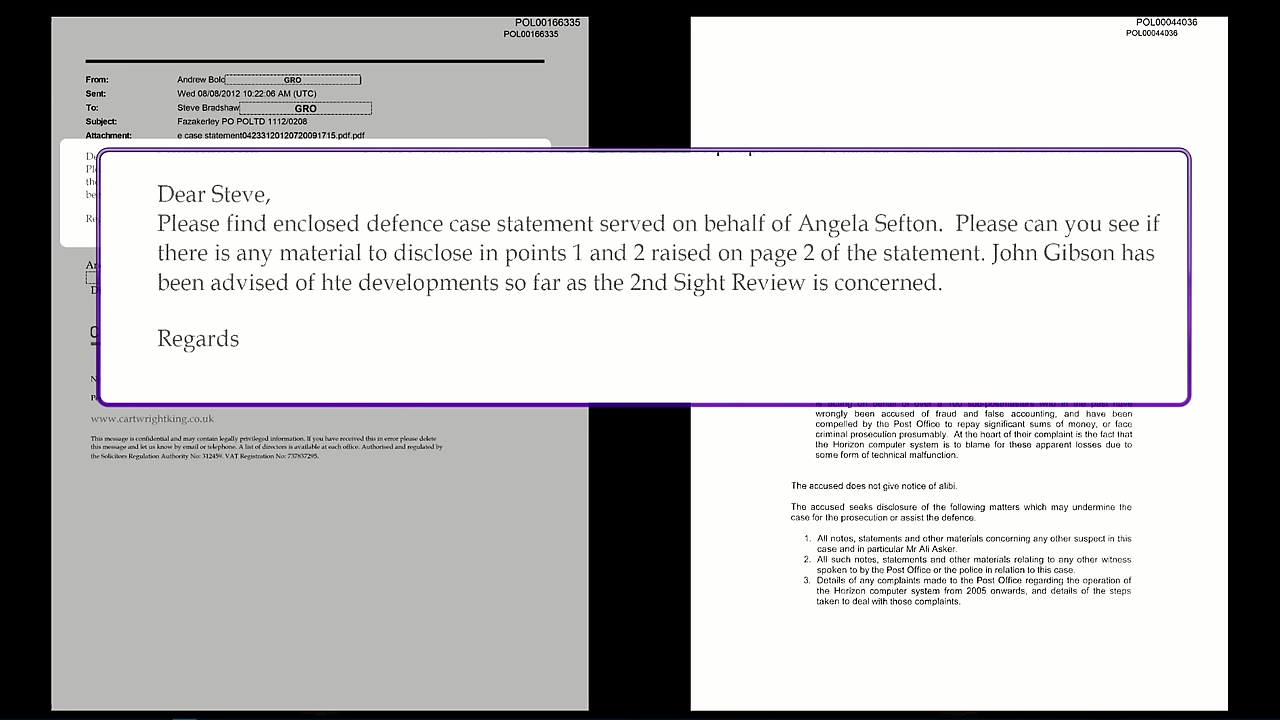 POL00166335
POL00166335
From: Andrew Bolc GRO
Sent: Wed 08/08/2012 10:22:06 AM (UTC)
To: Steve Bradshaw GRO
Subject: Fazakerley PO POLTD 1112/0208
Attachment: e case statement04233120120720091715.pdf.pdf
Dear Steve,
Please find enclosed defence case statement served on behalf of Angela Sefton. Please can you see if
there is any material to disclose in points 1 and 2 raised on page 2 of the statement. John Gibson has
been advised of hte developments so far as the 2nd Sight Review is concerned.
Regards
www.cartwrightking.co.uk
This message is confidential and may contain legally privileged information. If you have received this in error please delete
this message and let us know by email or telephone. A list of directors is available at each office. Authorised and regulated by
the Solicitors Regulation Authority No: 312459. VAT Registration No: 737837295.
POL00044036
POL00044036
is acting on behalf of over a 100 sub-postmasters who in the past have
wrongly been accused of fraud and false accounting, and have been
compelled by the Post Office to repay significant sums of money, or face
criminal prosecution presumably. At the heart of their complaint is the fact that
the Horizon computer system is to blame for these apparent losses due to
some form of technical malfunction.
The accused does not give notice of alibi.
The accused seeks disclosure of the following matters which may undermine the
case for the prosecution or assist the defence.
1. All notes, statements and other materials concerning any other suspect in this
case and in particular Mr Ali Asker.
2. All such notes, statements and other materials relating to any other witness
spoken to by the Post Office or the police in relation to this case.
3. Details of any complaints made to the Post Office regarding the operation of
the Horizon computer system from 2005 onwards, and details of the steps
taken to deal with those complaints.